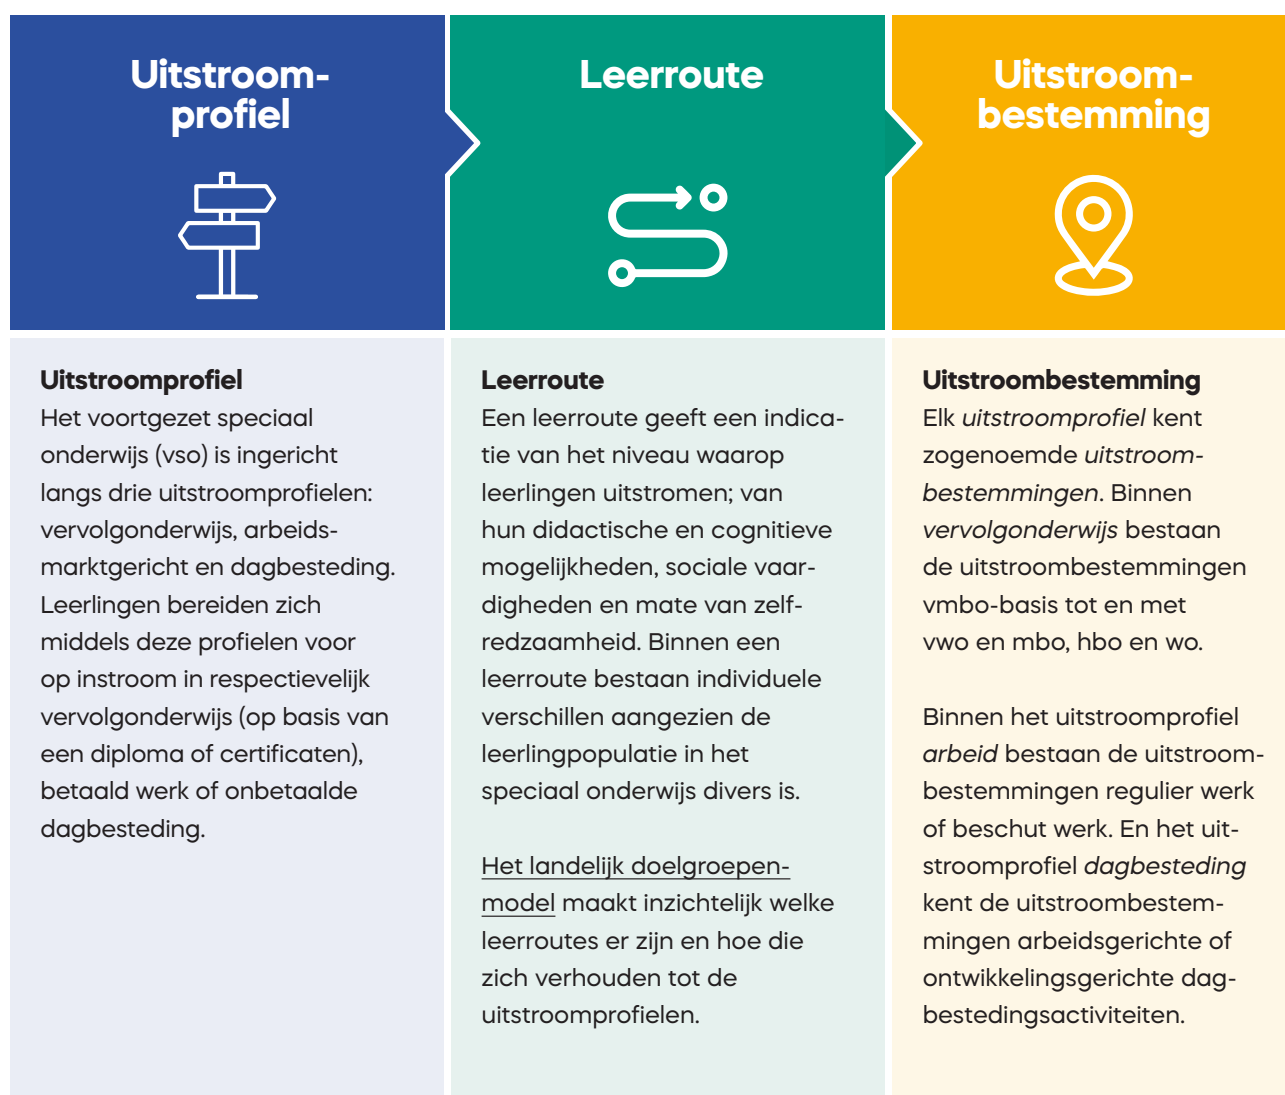 Uitstroom-
profiel
Leerroute
Uitstroom-
bestemming
Uitstroomprofiel
Het voortgezet speciaal
onderwijs (vso) is ingericht
langs drie uitstroomprofielen:
vervolgonderwijs, arbeids-
marktgericht en dagbesteding.
Leerlingen bereiden zich
middels deze profielen voor
op instroom in respectievelijk
vervolgonderwijs (op basis van
een diploma of certificaten),
betaald werk of onbetaalde
dagbesteding.
Leerroute
Een leerroute geeft een indica-
tie van het niveau waarop
leerlingen uitstromen; van
hun didactische en cognitieve
mogelijkheden, sociale vaar-
digheden en mate van zelf-
redzaamheid. Binnen een
leerroute bestaan individuele
verschillen aangezien de
leerlingpopulatie in het
speciaal onderwijs divers is.
Het landelijk doelgroepen-
model maakt inzichtelijk welke
leerroutes er zijn en hoe die
zich verhouden tot de
uitstroomprofielen.
Uitstroombestemming
Elk uitstroomprofiel kent
zogenoemde uitstroom-
bestemmingen. Binnen
vervolgonderwijs bestaan
de uitstroombestemmingen
vmbo-basis tot en met
vwo en mbo, hbo en wo.
Binnen het uitstroomprofiel
arbeid bestaan de uitstroom-
bestemmingen regulier werk
of beschut werk. En het uit-
stroomprofiel dagbesteding
kent de uitstroombestem-
mingen arbeidsgerichte of
ontwikkelingsgerichte dag-
bestedingsactiviteiten.